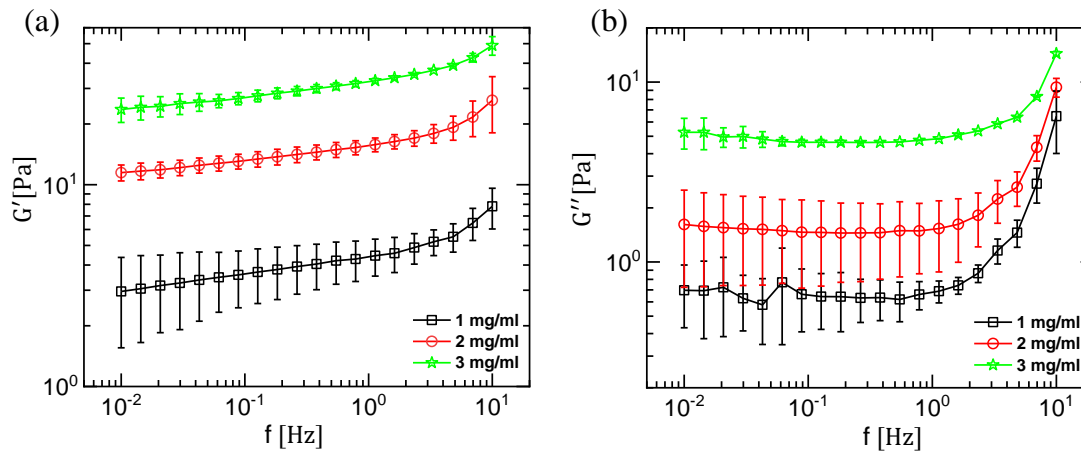 (a)
G′[Pa]
10¹
10⁰
10⁻²
10⁻¹
10⁰
10¹
f [Hz]
1 mg/ml
2 mg/ml
3 mg/ml
(b)
G′′[Pa]
10¹
10⁰
10⁻²
10⁻¹
10⁰
10¹
f [Hz]
1 mg/ml
2 mg/ml
3 mg/ml